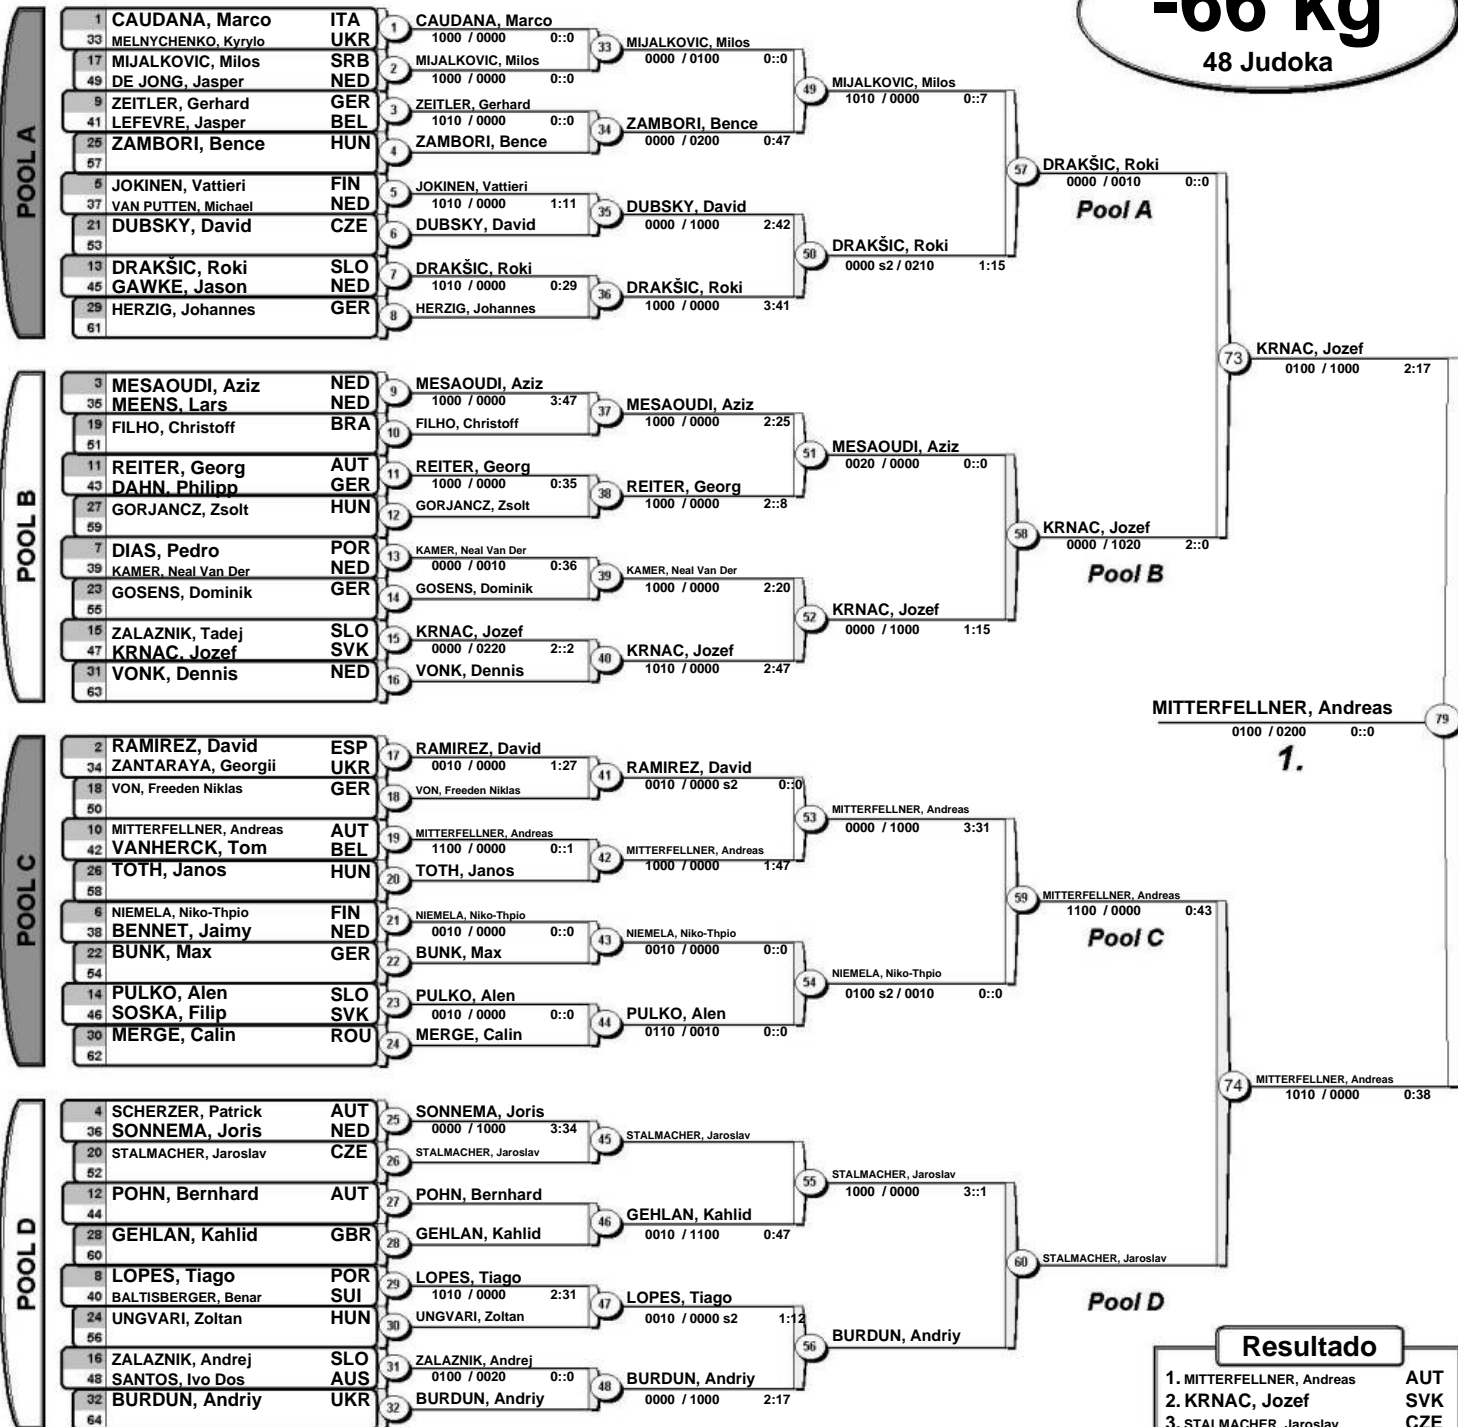 -66 kg
48 Judoka
POOL A
1 CAUDANA, Marco ITA
33 MELNYCHENKO, Kyrylo UKR
17 MIJALKOVIC, Milos SRB
49 DE JONG, Jasper NED
9 ZEITLER, Gerhard GER
41 LEFEVRE, Jasper BEL
25 ZAMBORI, Bence HUN
57
5 JOKINEN, Vattieri FIN
37 VAN PUTTEN, Michael NED
21 DUBSKY, David CZE
53
13 DRAKŠIC, Roki SLO
45 GAWKE, Jason NED
29 HERZIG, Johannes GER
61
1 CAUDANA, Marco
1000 / 0000 0::0
2 MIJALKOVIC, Milos
1000 / 0000 0::0
3 ZEITLER, Gerhard
1010 / 0000 0::0
4 ZAMBORI, Bence
5 JOKINEN, Vattieri
1010 / 0000 1:11
6 DUBSKY, David
7 DRAKŠIC, Roki
1010 / 0000 0:29
8 HERZIG, Johannes
33 MIJALKOVIC, Milos
0000 / 0100 0::0
34 ZAMBORI, Bence
0000 / 0200 0:47
35 DUBSKY, David
0000 / 1000 2:42
36 DRAKŠIC, Roki
1000 / 0000 3:41
49 MIJALKOVIC, Milos
1010 / 0000 0::7
50 DRAKŠIC, Roki
0000 s2 / 0210 1:15
57 DRAKŠIC, Roki
0000 / 0010 0::0
Pool A
POOL B
3 MESAOUDI, Aziz NED
35 MEENS, Lars NED
19 FILHO, Christoff BRA
51
11 REITER, Georg AUT
43 DAHN, Philipp GER
27 GORJANCZ, Zsolt HUN
59
7 DIAS, Pedro POR
39 KAMER, Neal Van Der NED
23 GOSENS, Dominik GER
55
15 ZALAZNIK, Tadej SLO
47 KRNAC, Jozef SVK
31 VONK, Dennis NED
63
9 MESAOUDI, Aziz
1000 / 0000 3:47
10 FILHO, Christoff
11 REITER, Georg
1000 / 0000 0:35
12 GORJANCZ, Zsolt
13 KAMER, Neal Van Der
0000 / 0010 0:36
14 GOSENS, Dominik
15 KRNAC, Jozef
0000 / 0220 2::2
16 VONK, Dennis
37 MESAOUDI, Aziz
1000 / 0000 2:25
38 REITER, Georg
1000 / 0000 2::8
39 KAMER, Neal Van Der
1000 / 0000 2:20
40 KRNAC, Jozef
1010 / 0000 2:47
51 MESAOUDI, Aziz
0020 / 0000 0::0
52 KRNAC, Jozef
0000 / 1000 1:15
58 KRNAC, Jozef
0000 / 1020 2::0
Pool B
73 KRNAC, Jozef
0100 / 1000 2:17
MITTERFELLNER, Andreas 79
0100 / 0200 0::0
1.
POOL C
2 RAMIREZ, David ESP
34 ZANTARAYA, Georgii UKR
18 VON, Freeden Niklas GER
50
10 MITTERFELLNER, Andreas AUT
42 VANHERCK, Tom BEL
26 TOTH, Janos HUN
58
6 NIEMELA, Niko-Thpio FIN
38 BENNET, Jaimy NED
22 BUNK, Max GER
54
14 PULKO, Alen SLO
46 SOSKA, Filip SVK
30 MERGE, Calin ROU
62
17 RAMIREZ, David
0010 / 0000 1:27
18 VON, Freeden Niklas
19 MITTERFELLNER, Andreas
1100 / 0000 0::1
20 TOTH, Janos
21 NIEMELA, Niko-Thpio
0010 / 0000 0::0
22 BUNK, Max
23 PULKO, Alen
0010 / 0000 0::0
24 MERGE, Calin
41 RAMIREZ, David
0010 / 0000 s2 0::0
42 MITTERFELLNER, Andreas
1000 / 0000 1:47
43 NIEMELA, Niko-Thpio
0010 / 0000 0::0
44 PULKO, Alen
0110 / 0010 0::0
53 MITTERFELLNER, Andreas
0000 / 1000 3:31
54 NIEMELA, Niko-Thpio
0100 s2 / 0010 0::0
59 MITTERFELLNER, Andreas
1100 / 0000 0:43
Pool C
74 MITTERFELLNER, Andreas
1010 / 0000 0:38
POOL D
4 SCHERZER, Patrick AUT
36 SONNEMA, Joris NED
20 STALMACHER, Jaroslav CZE
52
12 POHN, Bernhard AUT
44
28 GEHLAN, Kahlid GBR
60
8 LOPES, Tiago POR
40 BALTISBERGER, Benar SUI
24 UNGVARI, Zoltan HUN
56
16 ZALAZNIK, Andrej SLO
48 SANTOS, Ivo Dos AUS
32 BURDUN, Andriy UKR
64
25 SONNEMA, Joris
0000 / 1000 3:34
26 STALMACHER, Jaroslav
27 POHN, Bernhard
28 GEHLAN, Kahlid
29 LOPES, Tiago
1010 / 0000 2:31
30 UNGVARI, Zoltan
31 ZALAZNIK, Andrej
0100 / 0020 0::0
32 BURDUN, Andriy
45 STALMACHER, Jaroslav
46 GEHLAN, Kahlid
0010 / 1100 0:47
47 LOPES, Tiago
0010 / 0000 s2 1:12
48 BURDUN, Andriy
0000 / 1000 2:17
55 STALMACHER, Jaroslav
1000 / 0000 3::1
56 BURDUN, Andriy
60 STALMACHER, Jaroslav
Pool D
Resultado
1. MITTERFELLNER, Andreas AUT
2. KRNAC, Jozef SVK
3. STALMACHER, Jaroslav CZE